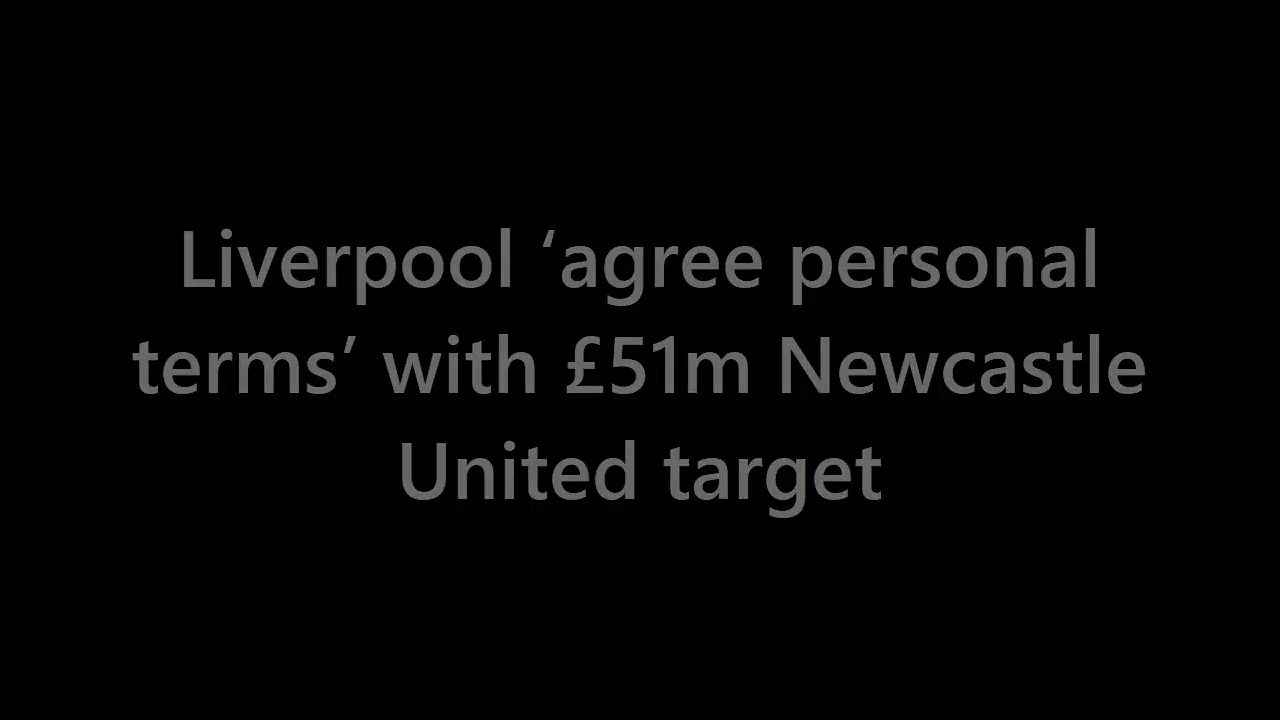 Liverpool ‘agree personal
terms’ with £51m Newcastle
United target